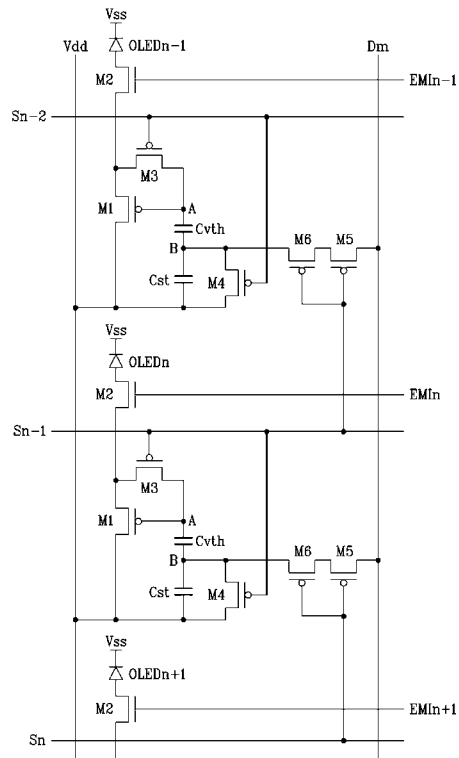 Vss
Vdd
OLEDn-1
Dm
M2
EMIn-1
Sn-2
M3
M1
A
Cvth
B
M6
M5
Cst
M4
Vss
OLEDn
M2
EMIn
Sn-1
M3
M1
A
Cvth
B
M6
M5
Cst
M4
Vss
OLEDn+1
M2
EMIn+1
Sn